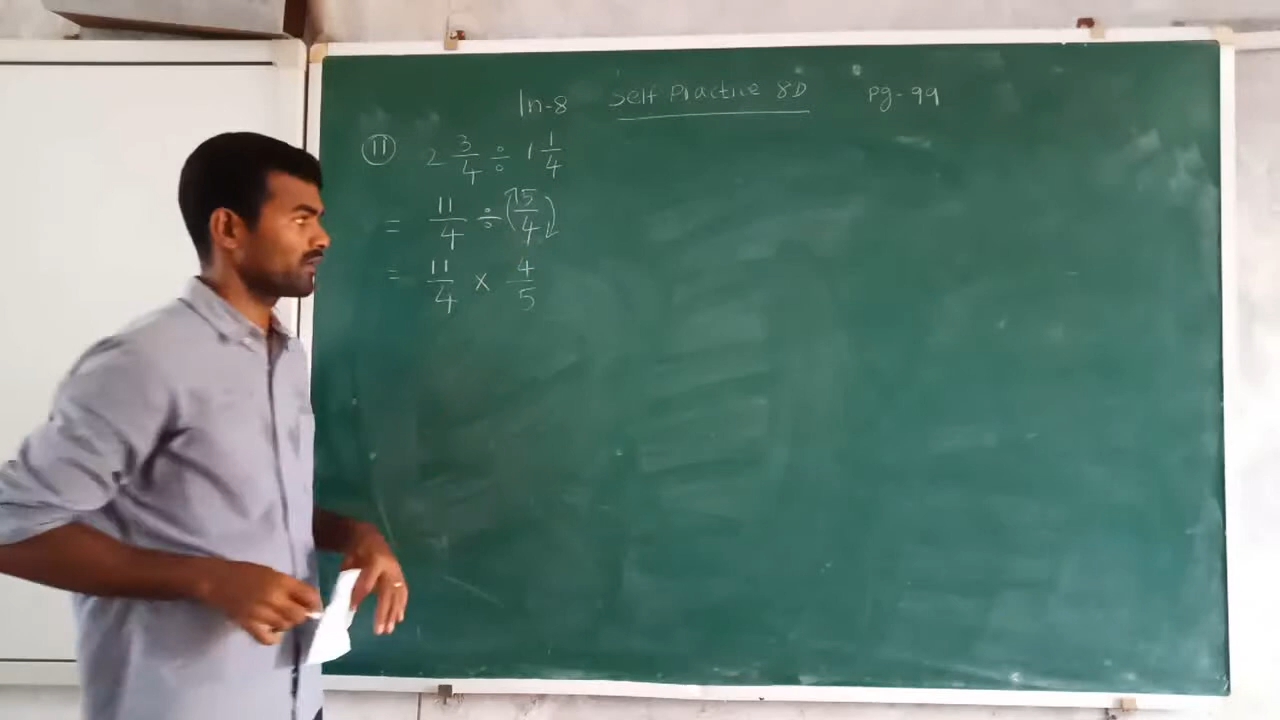 ln-8 Self Practice 8D pg-99
(11) 2 3/4 ÷ 1 1/4
= 11/4 ÷ (5/4)
= 11/4 × 4/5